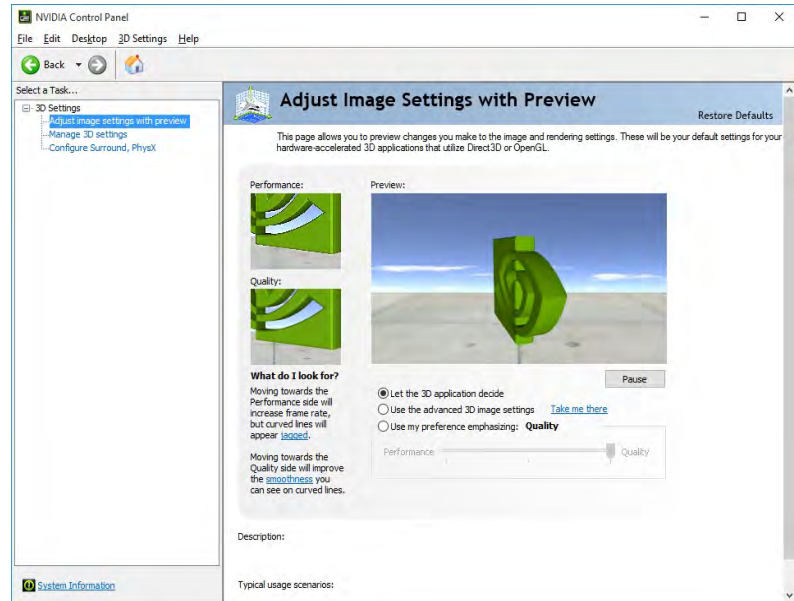 NVIDIA Control Panel
File Edit Desktop 3D Settings Help
Back
Select a Task...
3D Settings
Adjust image settings with preview
Manage 3D settings
Configure Surround, PhysX
System Information
Adjust Image Settings with Preview
Restore Defaults
This page allows you to preview changes you make to the image and rendering settings. These will be your default settings for your
hardware-accelerated 3D applications that utilize Direct3D or OpenGL.
Performance:
Quality:
What do I look for?
Moving towards the
Performance side will
increase frame rate,
but curved lines will
appear jagged.
Moving towards the
Quality side will improve
the smoothness you
can see on curved lines.
Preview:
Pause
Let the 3D application decide
Use the advanced 3D image settings Take me there
Use my preference emphasizing: Quality
Performance Quality
Description:
Typical usage scenarios: